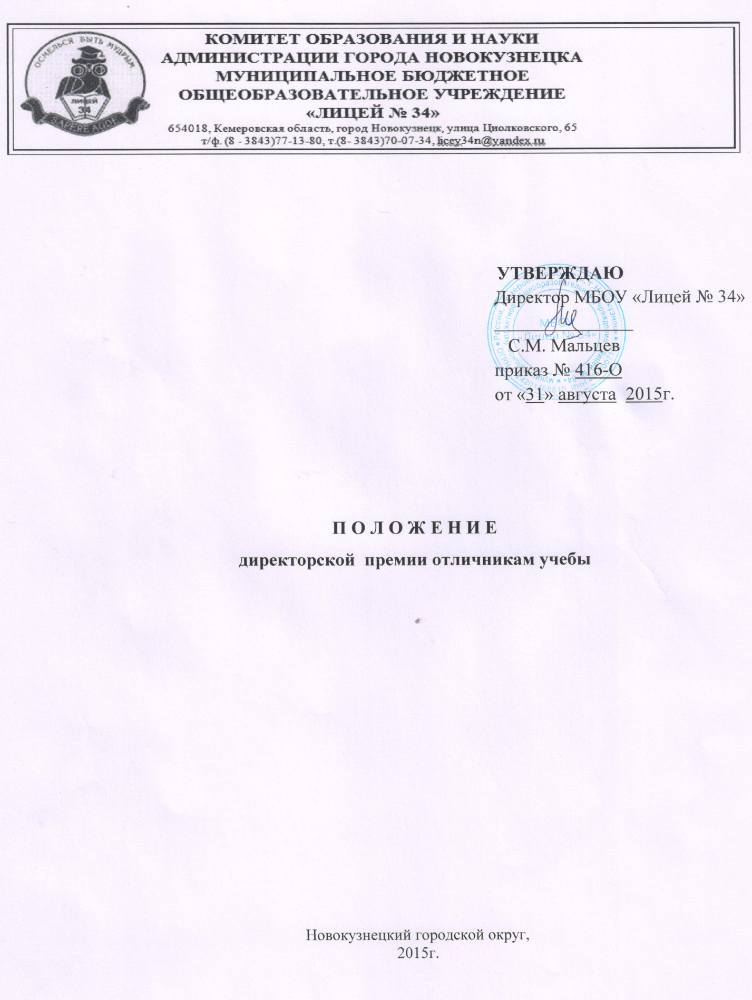 ОСМЕЛЬСЯ БЫТЬ МУДРЫМ
ЛИЦЕЙ
34
SAPERE AUDE
КОМИТЕТ ОБРАЗОВАНИЯ И НАУКИ
АДМИНИСТРАЦИИ ГОРОДА НОВОКУЗНЕЦКА
МУНИЦИПАЛЬНОЕ БЮДЖЕТНОЕ
ОБЩЕОБРАЗОВАТЕЛЬНОЕ УЧРЕЖДЕНИЕ
«ЛИЦЕЙ № 34»
654018, Кемеровская область, город Новокузнецк, улица Циолковского, 65
т/ф. (8 - 3843)77-13-80, т.(8- 3843)70-07-34, licey34n@yandex.ru
УТВЕРЖДАЮ
Директор МБОУ «Лицей № 34»
МБОУ
«Лицей № 34»
С.М. Мальцев
приказ № 416-О
от «31» августа 2015г.
П О Л О Ж Е Н И Е
директорской премии отличникам учебы
Новокузнецкий городской округ,
2015г.